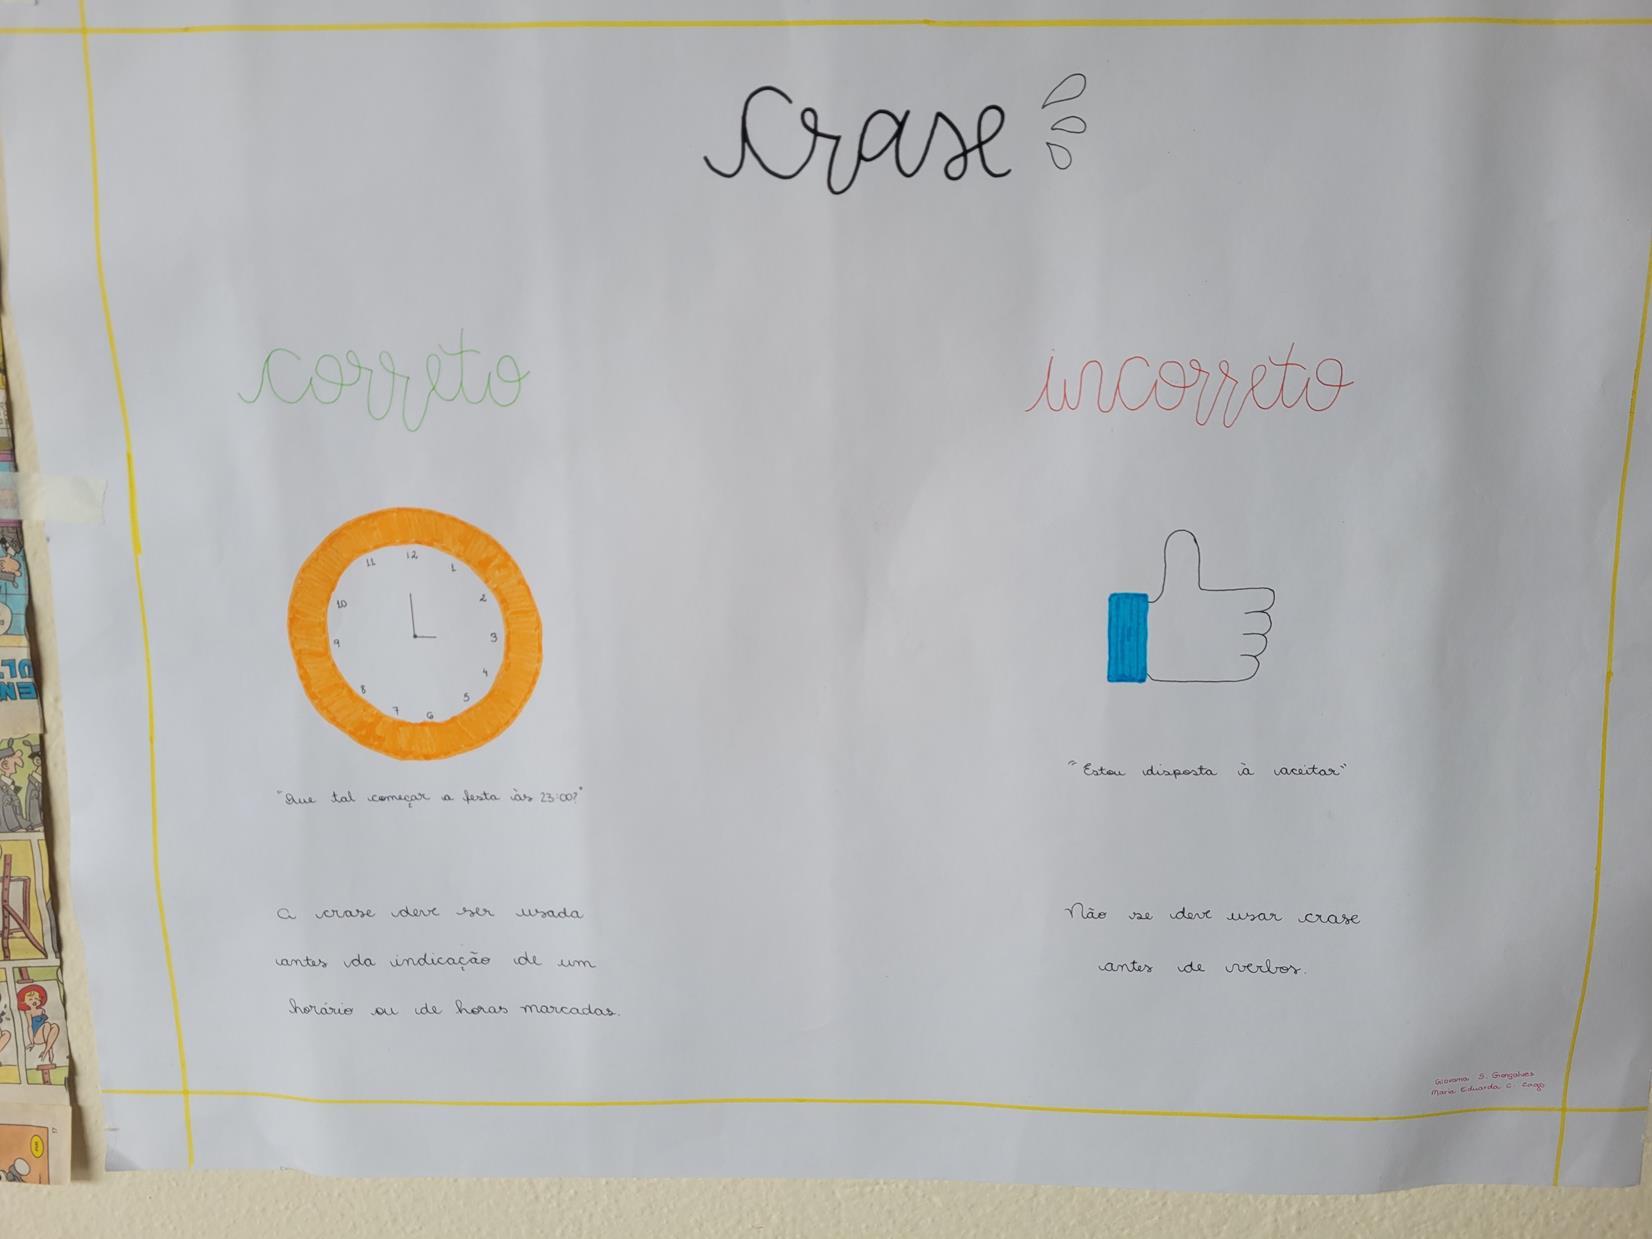 Crase
correto
incorreto
11 12 1
10 2
9 3
8 4
7 6 5
"Que tal começar a festa às 23:00?"
"Estou disposta à aceitar"
A crase deve ser usada
antes da indicação de um
horário ou de horas marcadas.
Não se deve usar crase
antes de verbos.
Giovana S. Gonçalves
Maria Eduarda C. Zago